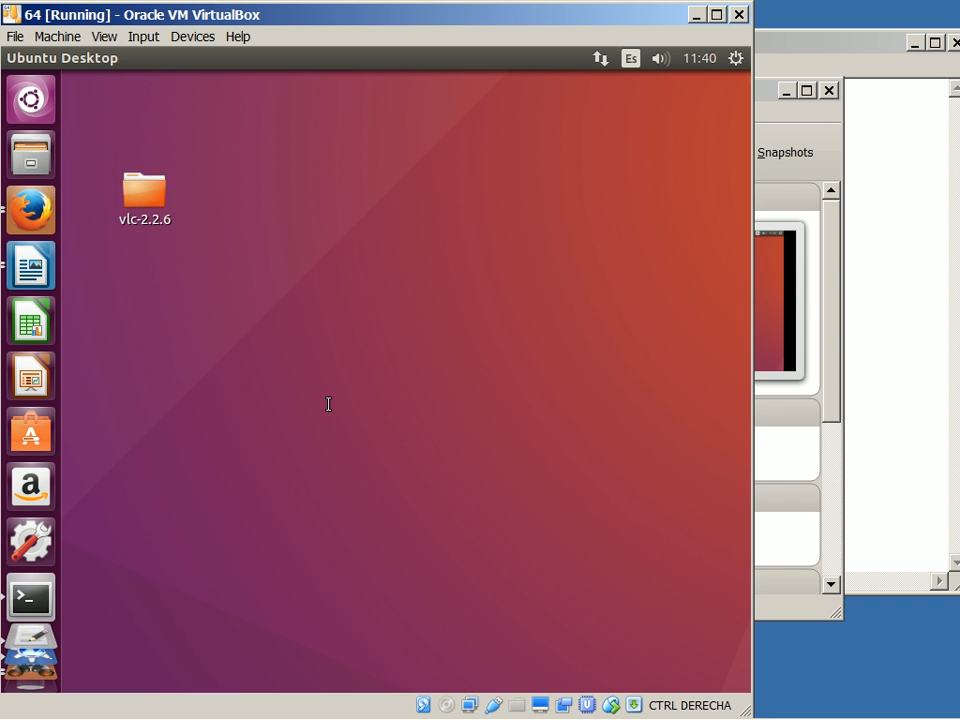 64 [Running] - Oracle VM VirtualBox
File Machine View Input Devices Help
Ubuntu Desktop Es 11:40
Snapshots
vlc-2.2.6
CTRL DERECHA